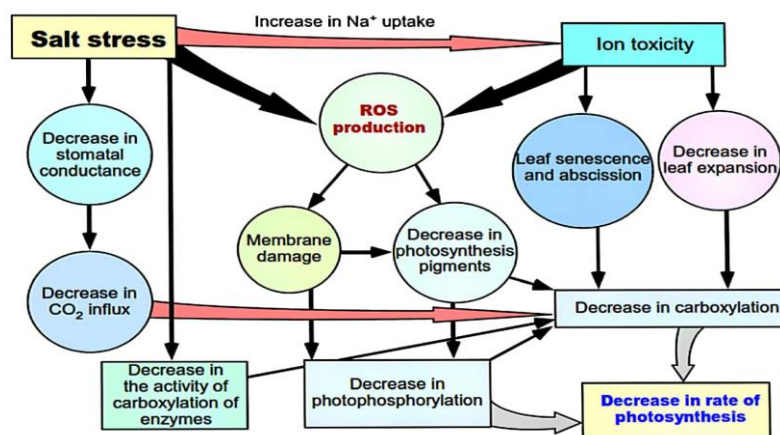 Increase in Na⁺ uptake
Salt stress
Ion toxicity
ROS
production
Decrease in
stomatal
conductance
Leaf senescence
and abscission
Decrease in
leaf expansion
Membrane
damage
Decrease in
photosynthesis
pigments
Decrease in
CO₂ influx
Decrease in carboxylation
Decrease in
the activity of
carboxylation of
enzymes
Decrease in
photophosphorylation
Decrease in rate of
photosynthesis